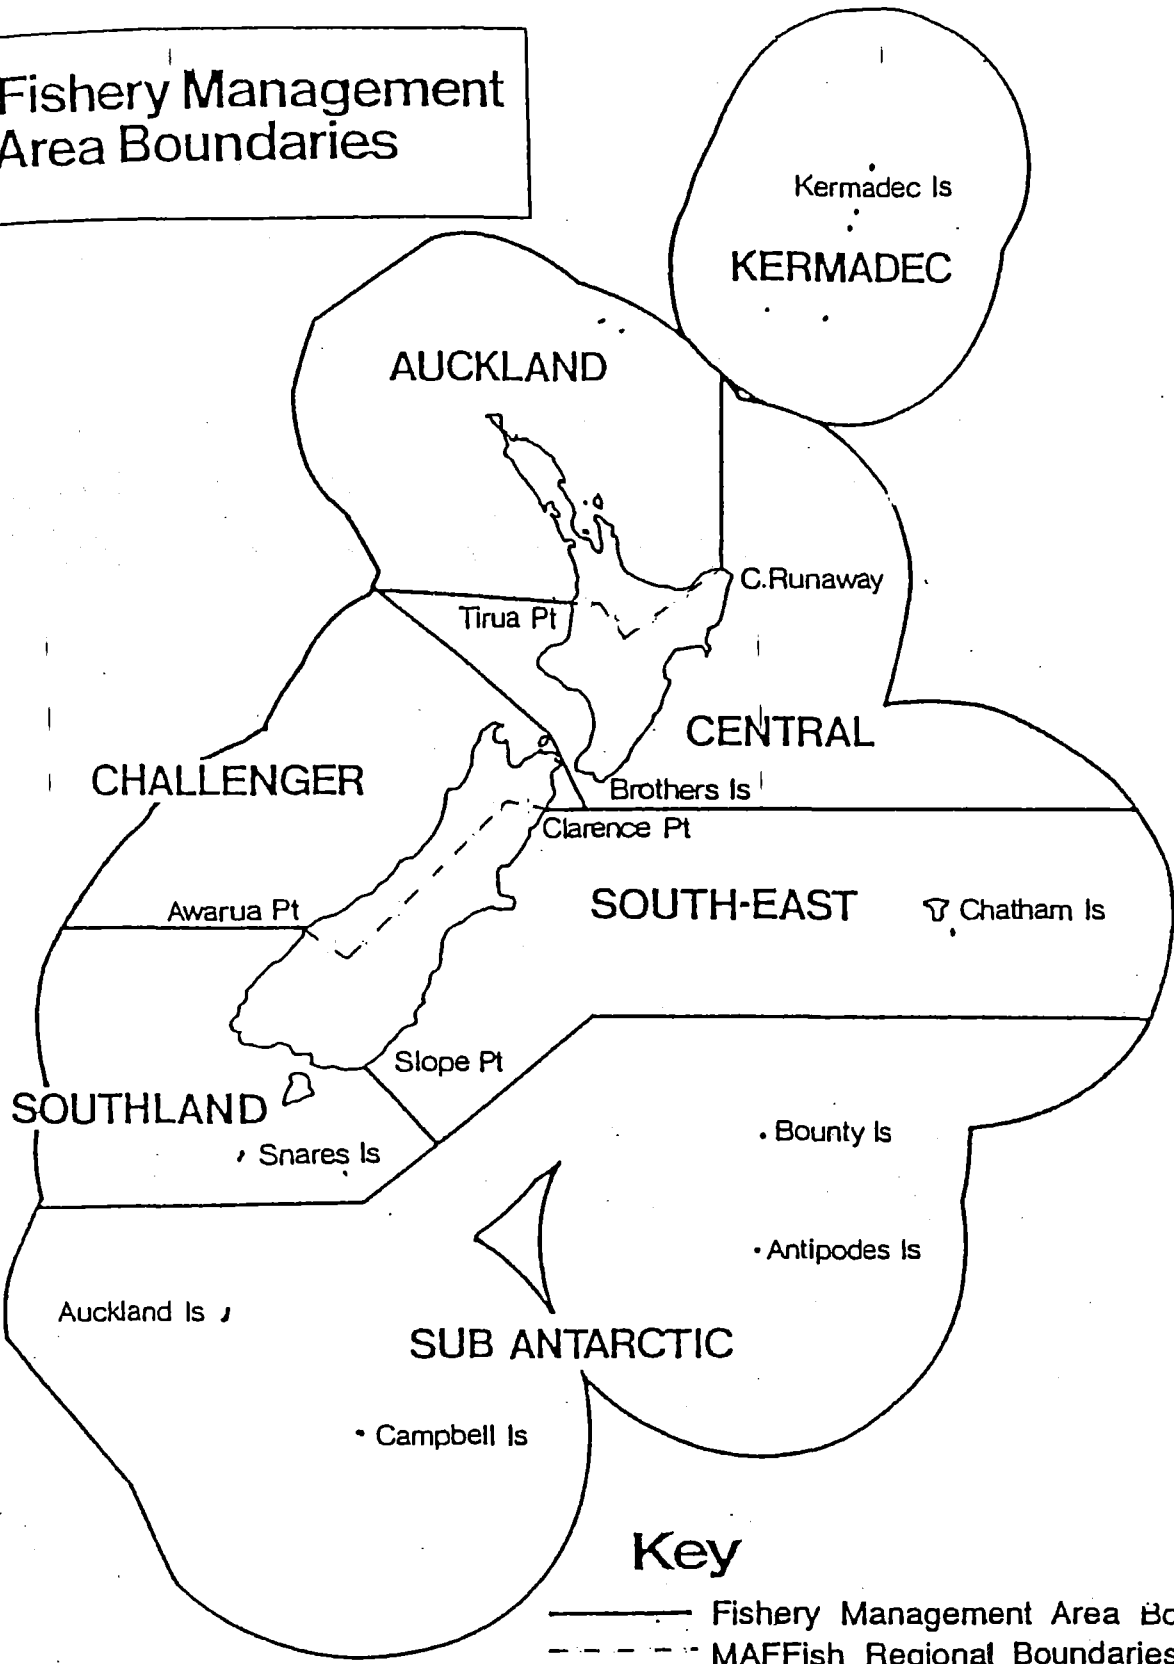 Fishery Management
Area Boundaries
Kermadec Is
KERMADEC
AUCKLAND
C.Runaway
Tirua Pt
CENTRAL
CHALLENGER
Brothers Is
Clarence Pt
Awarua Pt
SOUTH-EAST
Chatham Is
Slope Pt
SOUTHLAND
Snares Is
Bounty Is
Antipodes Is
Auckland Is
SUB ANTARCTIC
Campbell Is
Key
Fishery Management Area
MAFFish Regional Boundaries